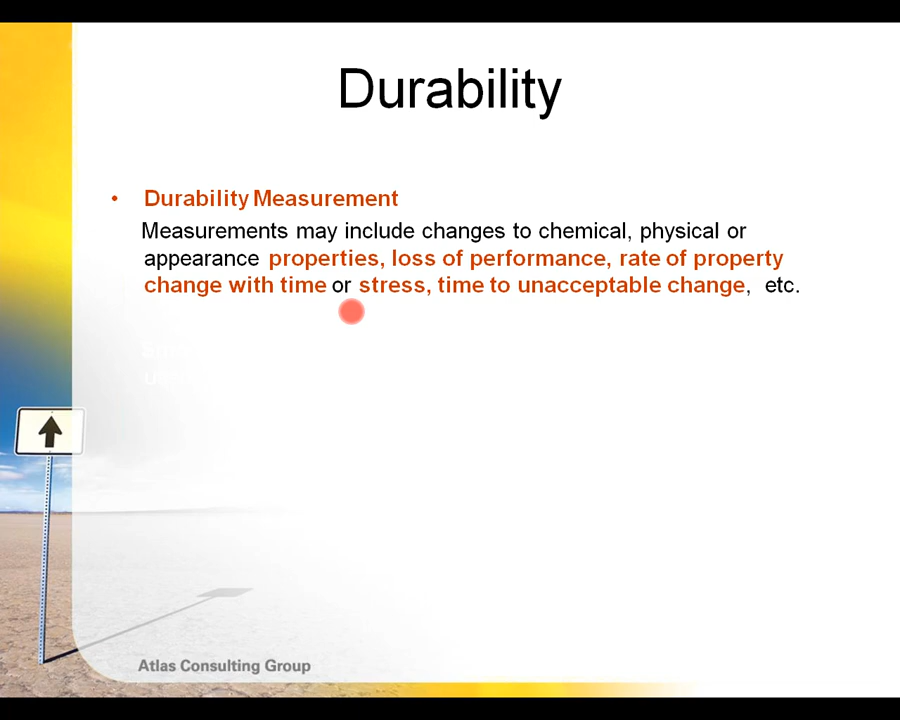 Durability
• Durability Measurement
Measurements may include changes to chemical, physical or
appearance properties, loss of performance, rate of property
change with time or stress, time to unacceptable change, etc.
Atlas Consulting Group